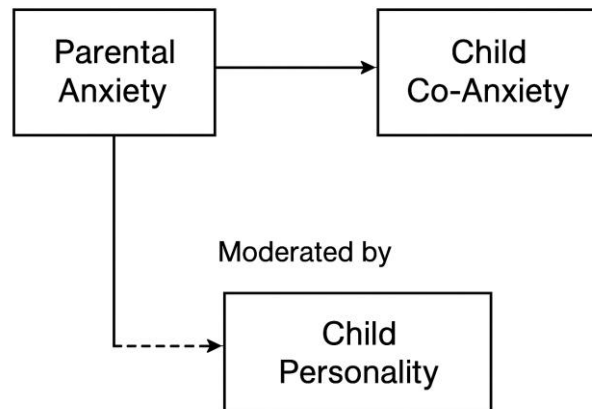 Parental
Anxiety
Child
Co-Anxiety
Moderated by
Child
Personality